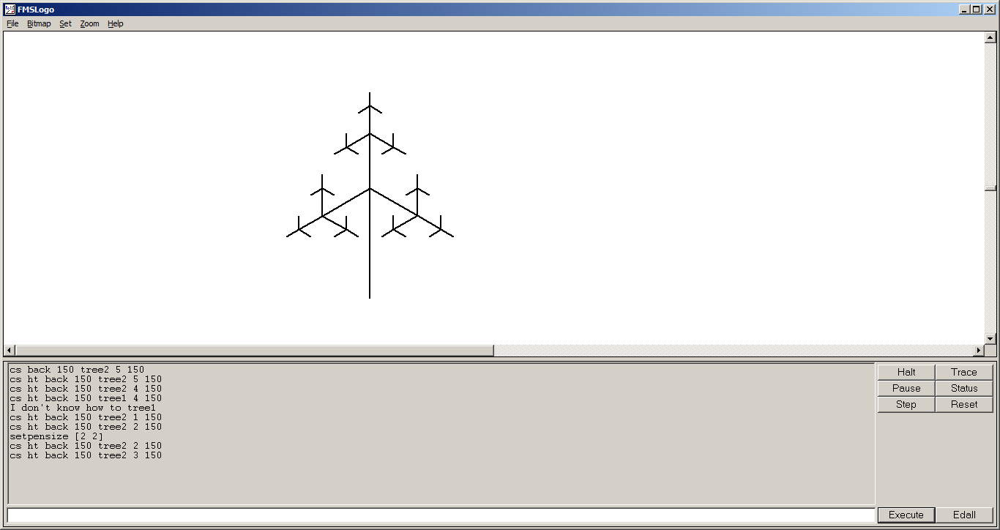 FMSLogo
File Bitmap Set Zoom Help
cs back 150 tree2 5 150
cs ht back 150 tree2 5 150
cs ht back 150 tree2 4 150
cs ht back 150 tree1 4 150
I don't know how to tree1
cs ht back 150 tree2 1 150
cs ht back 150 tree2 2 150
setpensize [2 2]
cs ht back 150 tree2 2 150
cs ht back 150 tree2 3 150
Halt Trace
Pause Status
Step Reset
Execute Edall